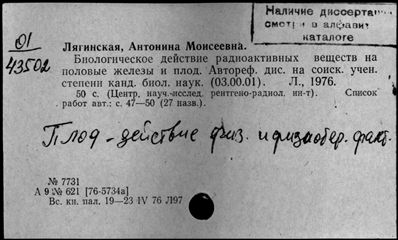 Наличие диссертации
смотри в алфавит.
каталоге
01
43502
Лягинская, Антонина Моисеевна.
Биологическое действие радиоактивных веществ на
половые железы и плод. Автореф. дис. на соиск. учен.
степени канд. биол. наук. (03.00.01). Л., 1976.
50 с. (Центр. науч.-исслед. рентгено-радиол. ин-т). Список
работ авт.: с. 47—50 (27 назв.).
Плод - действие физ. и физиобер. факт.
№ 7731
А 9 № 621 [76-5734а]
Вс. кн. пал. 19—23 IV 76 Л97